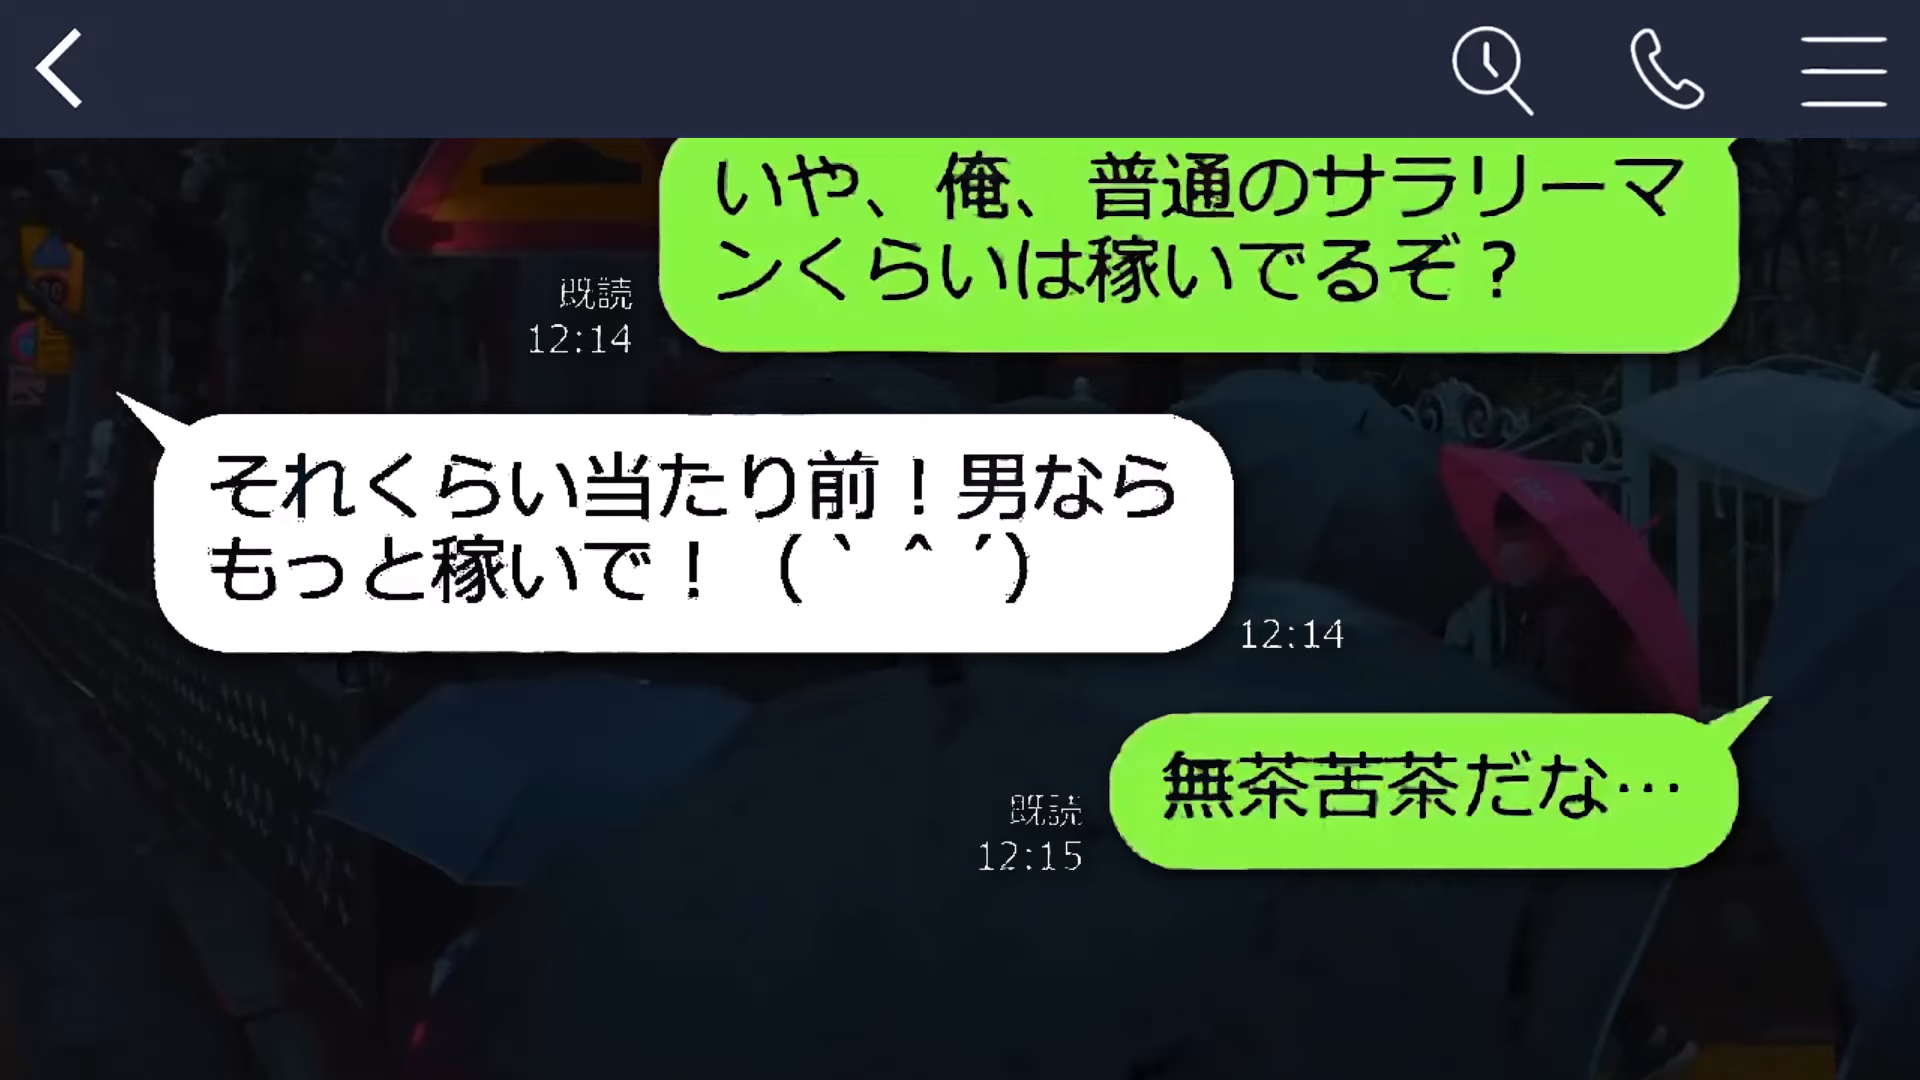 いや、俺、普通のサラリーマ
ンくらいは稼いでるぞ？
既読
12:14
それくらい当たり前！男なら
もっと稼いで！（｀＾´）
12:14
無茶苦茶だな…
既読
12:15